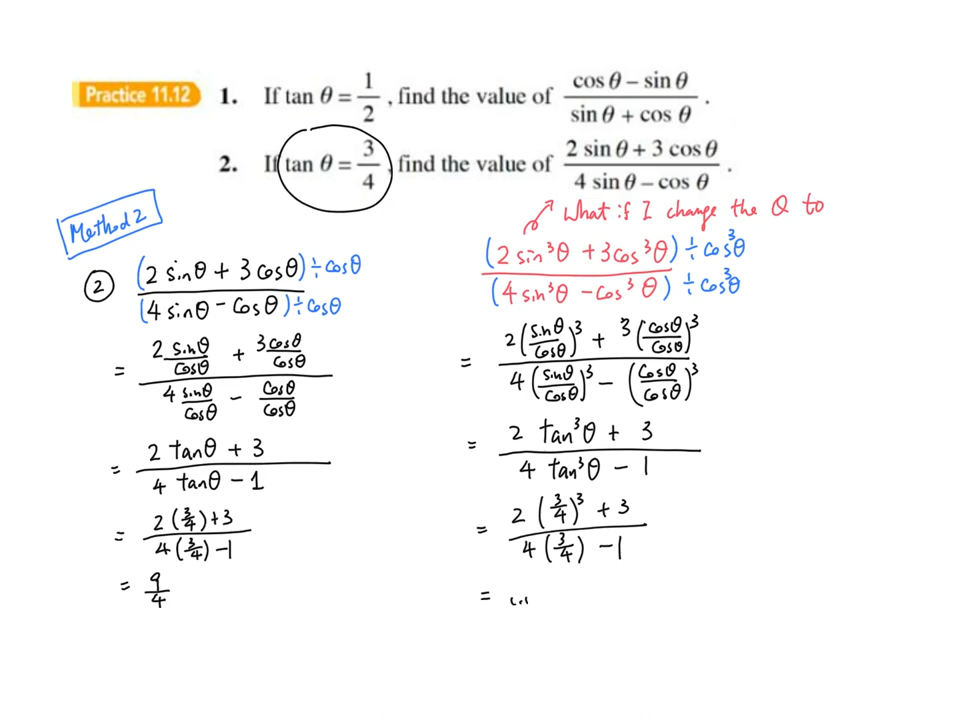 Practice 11.12 1. If tan θ = 1/2, find the value of (cos θ – sin θ)/(sin θ + cos θ).
2. If tan θ = 3/4, find the value of (2 sin θ + 3 cos θ)/(4 sin θ – cos θ).
What if I change the Q to
Method 2
② ((2 sinθ + 3 cosθ) ÷ cosθ)/((4 sinθ - cosθ) ÷ cosθ)
= (2 sinθ/cosθ + 3 cosθ/cosθ)/(4 sinθ/cosθ - cosθ/cosθ)
= (2 tanθ + 3)/(4 tanθ - 1)
= (2(3/4)+3)/(4(3/4)-1)
= 9/4
((2 sin³θ + 3cos³θ) ÷ cos³θ)/((4 sin³θ - cos³θ) ÷ cos³θ)
= (2(sinθ/cosθ)³ + 3(cosθ/cosθ)³)/(4(sinθ/cosθ)³ - (cosθ/cosθ)³)
= (2 tan³θ + 3)/(4 tan³θ - 1)
= (2(3/4)³ + 3)/(4(3/4) - 1)
= ...